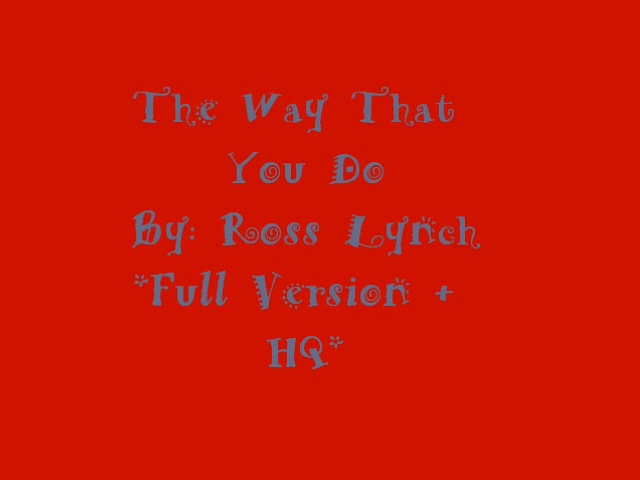 The Way That
You Do
By: Ross Lynch
*Full Version +
HQ*